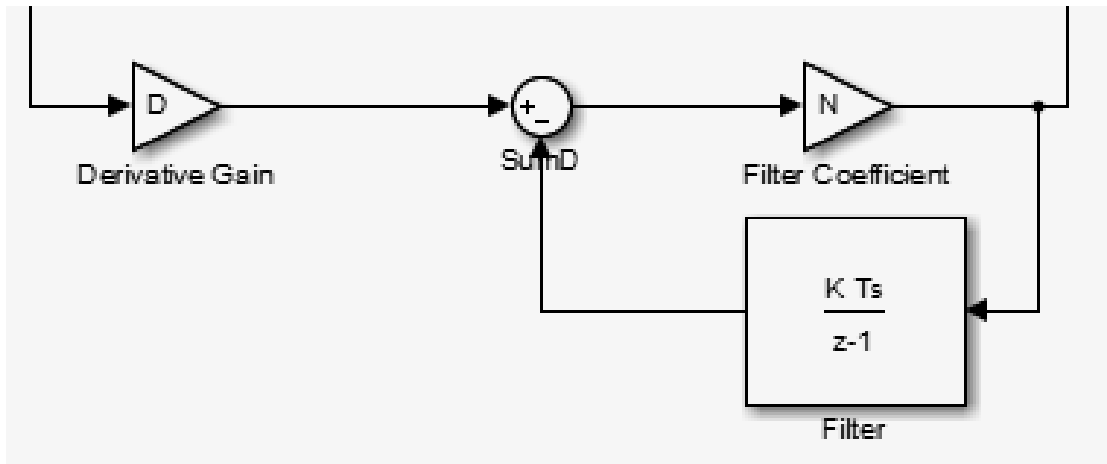 D
+
−
N
Derivative Gain
SumD
Filter Coefficient
K Ts
z-1
Filter